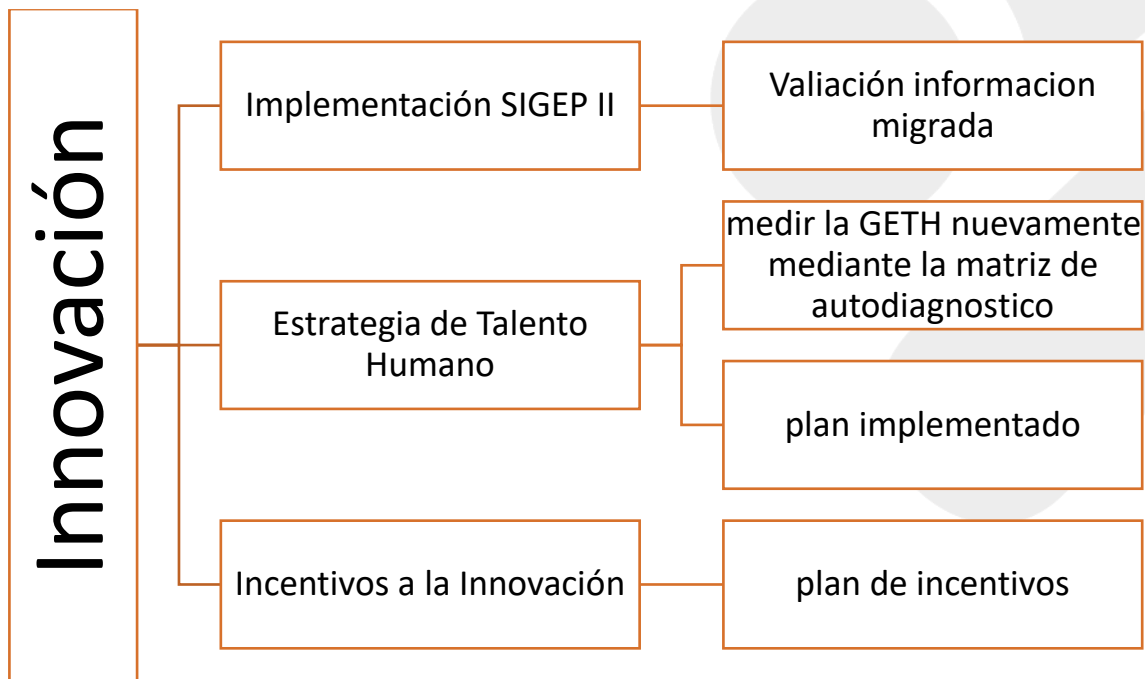 Innovación
Implementación SIGEP II
Valiación informacion
migrada
Estrategia de Talento
Humano
medir la GETH nuevamente
mediante la matriz de
autodiagnostico
plan implementado
Incentivos a la Innovación
plan de incentivos